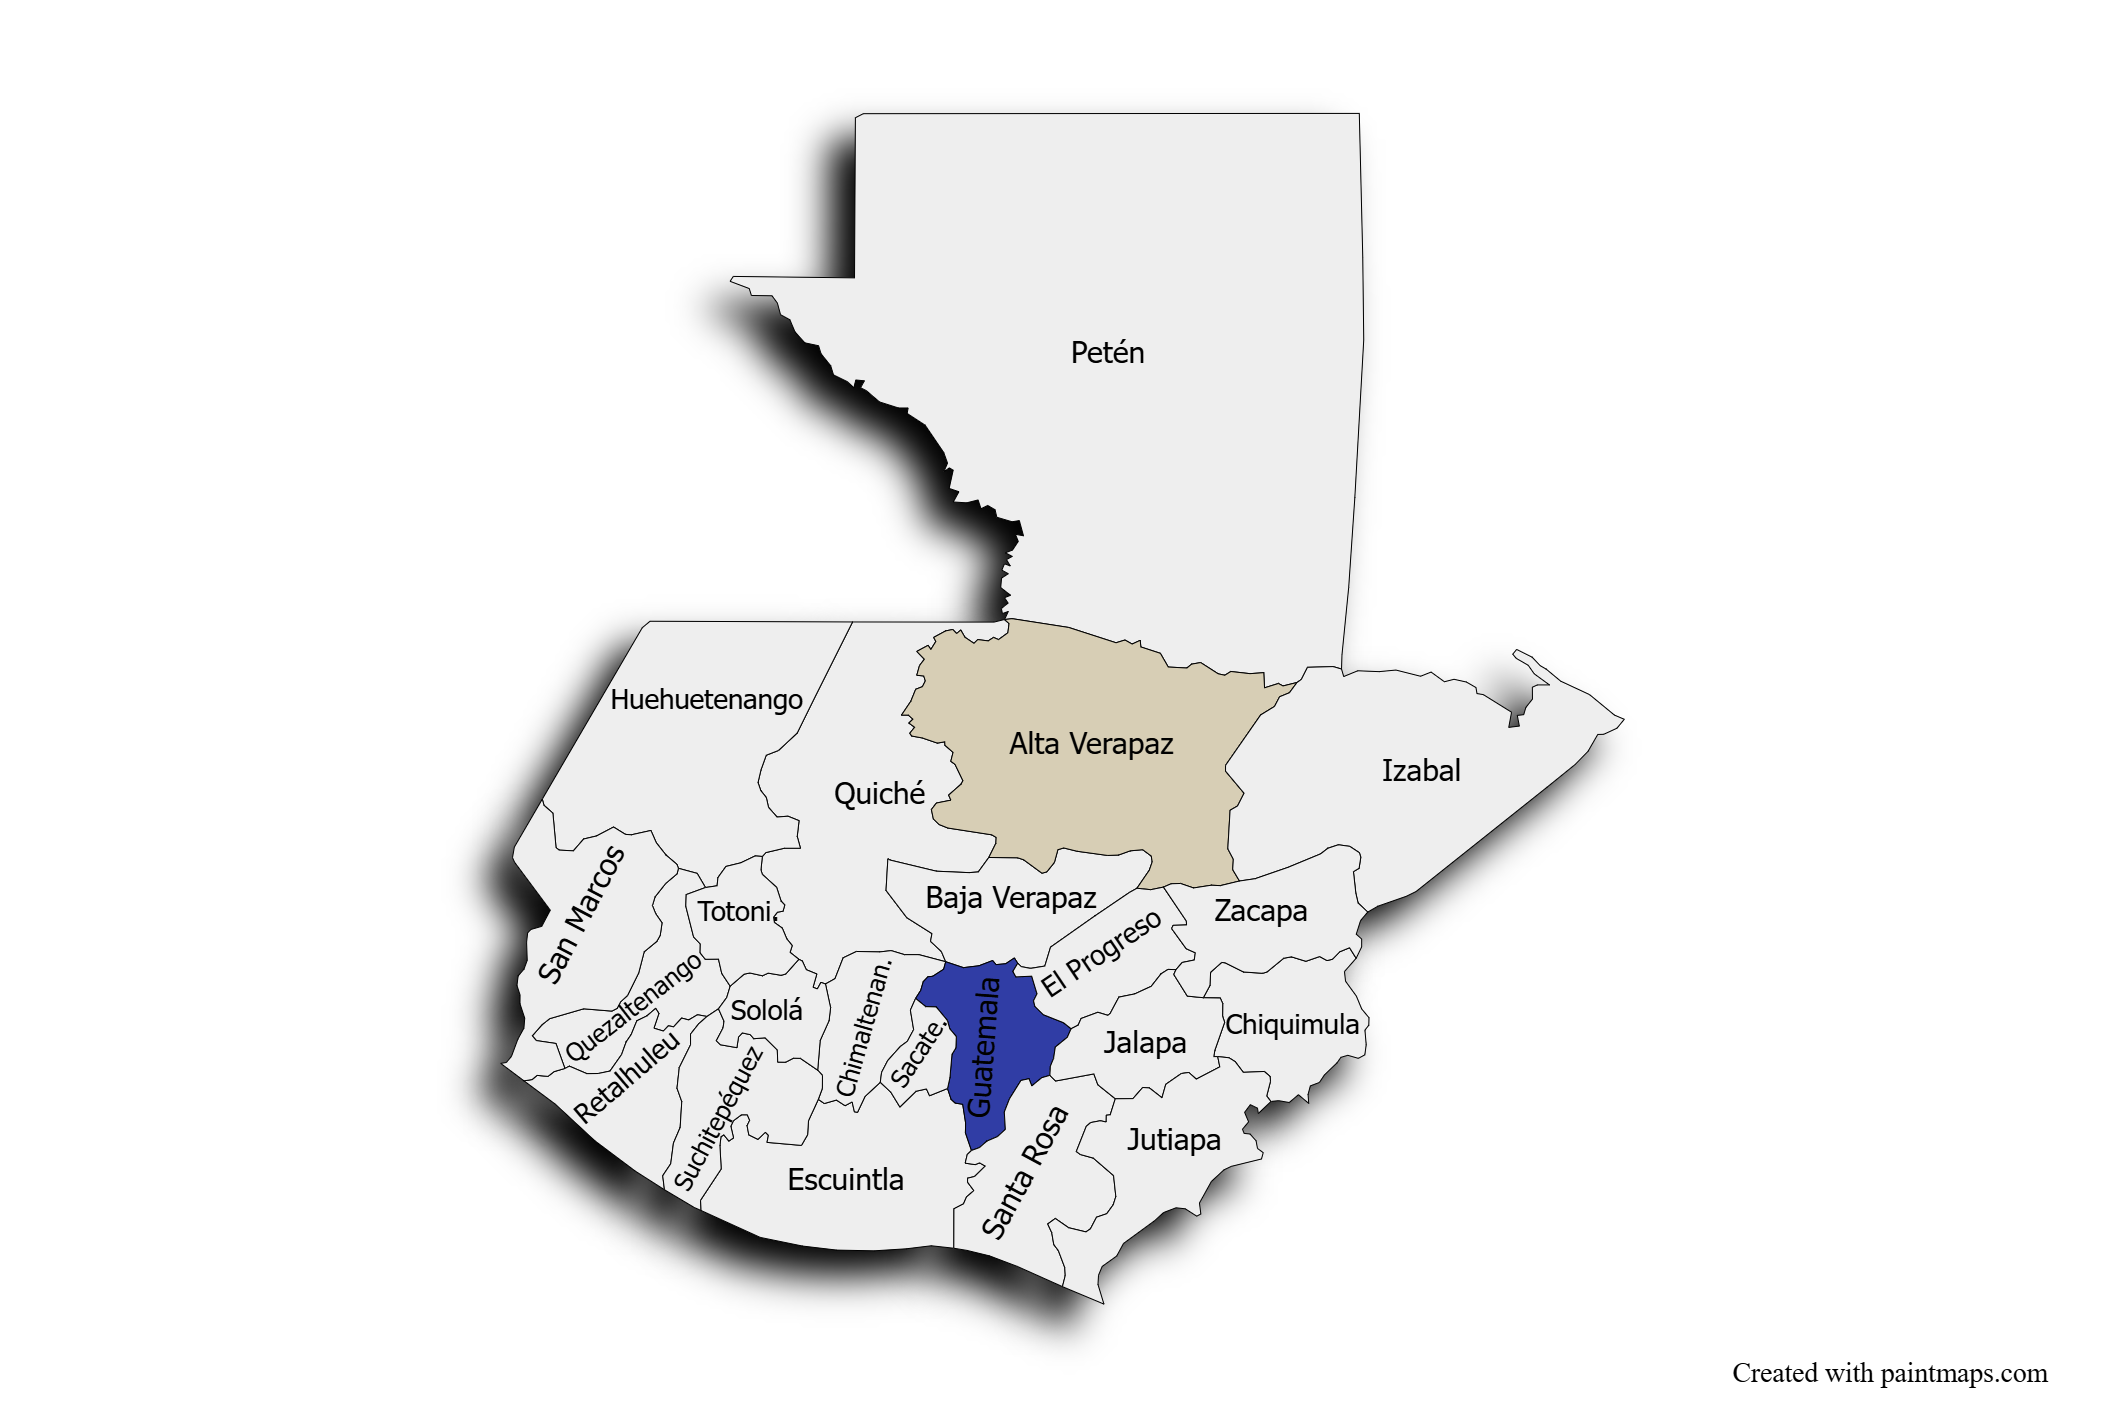 Petén
Huehuetenango
Alta Verapaz
Izabal
Quiché
San Marcos
Totoni.
Baja Verapaz
Zacapa
El Progreso
Quezaltenango
Sololá
Chimaltenan.
Sacate.
Guatemala
Jalapa
Chiquimula
Retalhuleu
Suchitepéquez
Escuintla
Santa Rosa
Jutiapa
Created with paintmaps.com